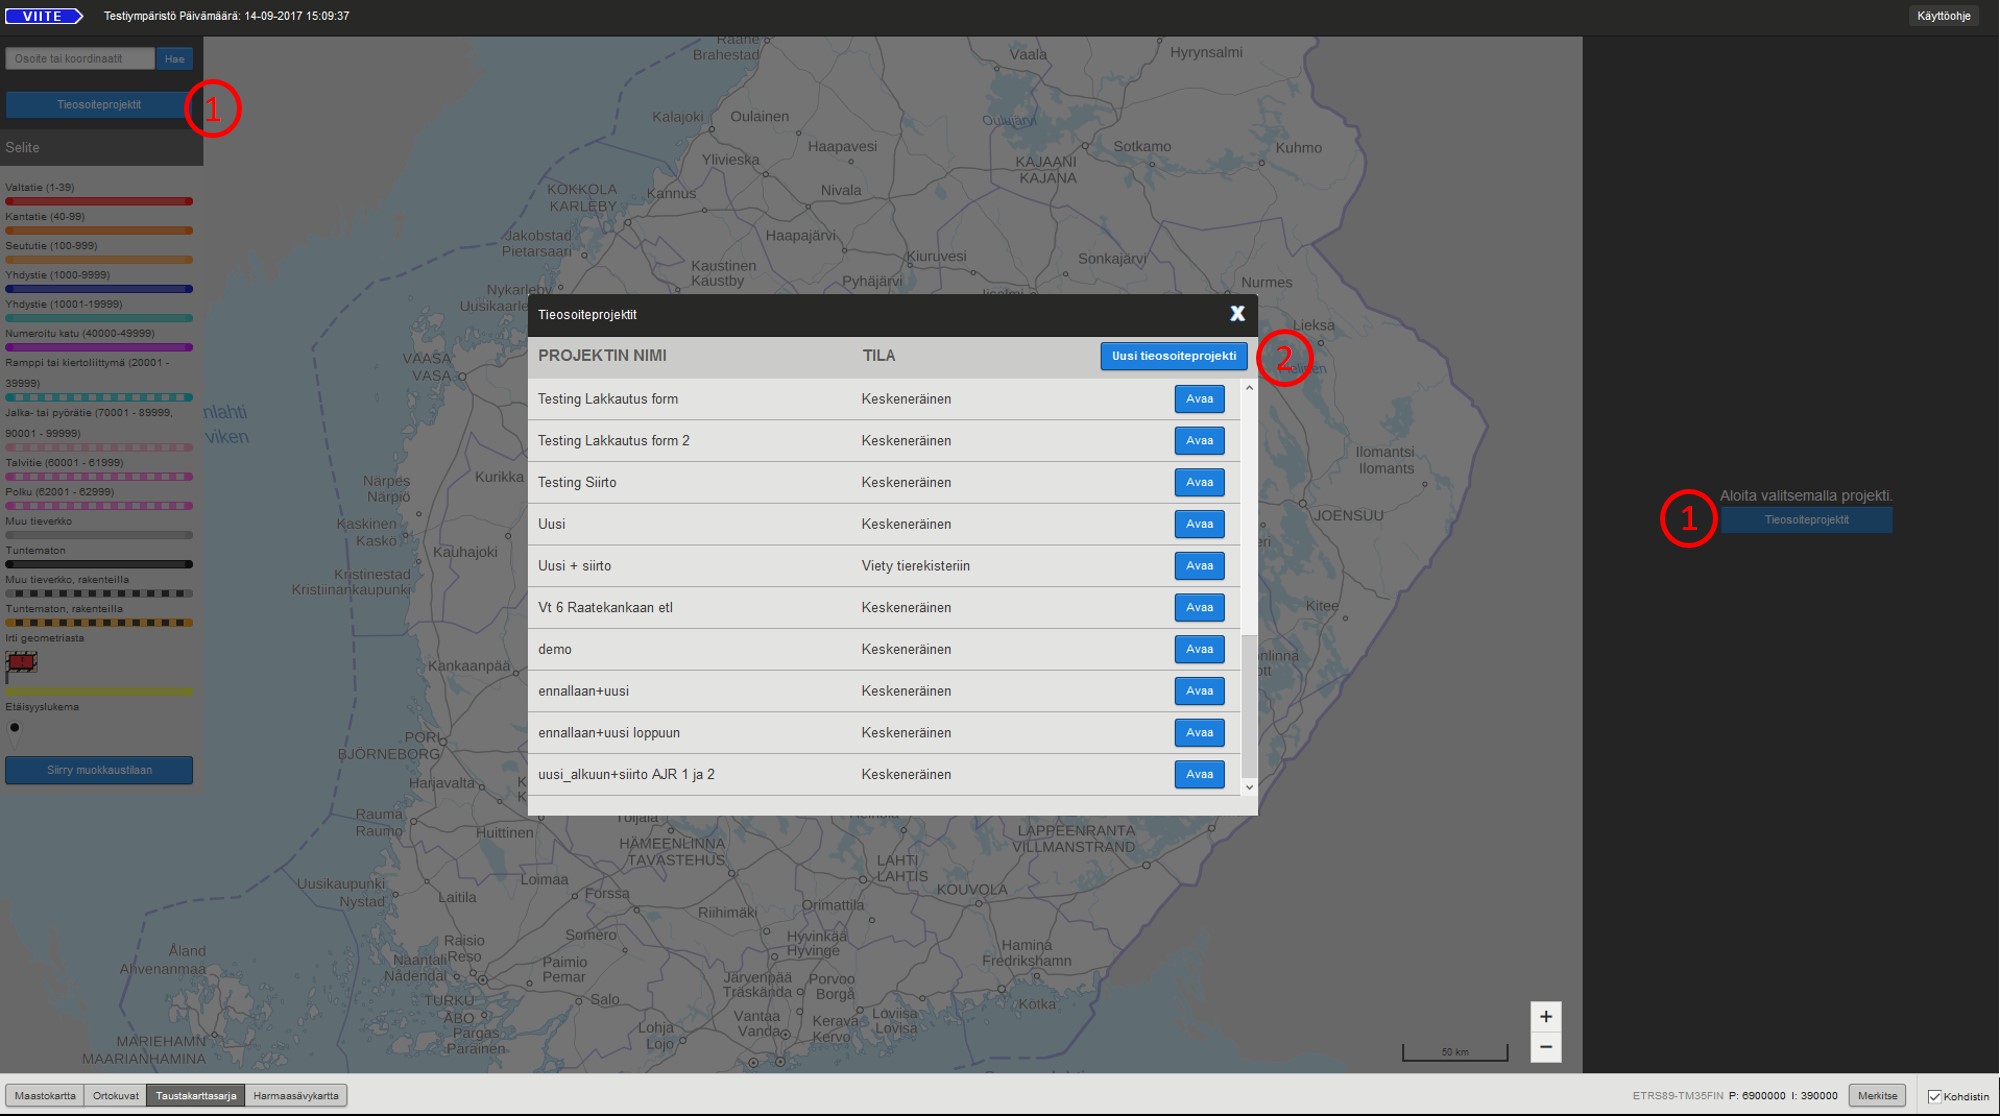 VIITE
Testiympäristö Päivämäärä: 14-09-2017 15:09:37
Käyttöohje
Osoite tai koordinaatit
Hae
Tieosoiteprojektit
1
Selite
Valtatie (1-39)
Kantatie (40-99)
Seututie (100-999)
Yhdystie (1000-9999)
Yhdystie (10001-19999)
Numeroitu katu (40000-49999)
Ramppi tai kiertoliittymä (20001 -
39999)
Jalka- tai pyörätie (70001 - 89999,
90001 - 99999)
Talvitie (60001 - 61999)
Polku (62001 - 62999)
Muu tieverkko
Tuntematon
Muu tieverkko, rakenteilla
Tuntematon, rakenteilla
Irti geometriasta
Etäisyyslukema
Siirry muokkaustilaan
Raahe
Brahestad
Vaala
Hyrynsalmi
Kalajoki
Oulainen
Oulujärvi
Haapavesi
Sotkamo
Kuhmo
Ylivieska
KAJAANI
KAJANA
KOKKOLA
KARLEBY
Kannus
Nivala
Jakobstad
Pietarsaari
Haapajärvi
Kiuruvesi
Sonkajärvi
Kaustinen
Kaustby
Pyhäjärvi
Nurmes
Nykarleby
Uusikaarle
Iisalmi
Lieksa
VAASA
VASA
Pielinen
nlahti
viken
Närpes
Närpiö
Kurikka
Ilomantsi
Ilomants
Kaskinen
Kaskö
Kauhajoki
JOENSUU
Kristinestad
Kristiinankaupunki
Kitee
Kankaanpää
PORI
BJÖRNEBORG
Harjavalta
Rauma
Raumo
Huittinen
Toijala
HÄMEENLINNA
TAVASTEHUS
Heinola
LAPPEENRANTA
VILLMANSTRAND
LAHTI
LAHTIS
KOUVOLA
Uusikaupunki
Nystad
Laitila
Loimaa
Forssa
Riihimäki
Orimattila
Åland
Ahvenanmaa
Raisio
Reso
Naantali
Nådendal
Somero
Paimio
Pemar
Hyvinkää
Hyvinge
Hamina
Fredrikshamn
Järvenpää
Träskända
Porvoo
Borgå
TURKU
ÅBO
Salo
Kotka
Pargas
Parainen
Lohja
Lojo
Vantaa
Vanda
Kerava
Kervo
Loviisa
Lovisa
MARIEHAMN
MAARIANHAMINA
Tieosoiteprojektit
X
PROJEKTIN NIMI TILA Uusi tieosoiteprojekti
2
Testing Lakkautus form Keskeneräinen Avaa
Testing Lakkautus form 2 Keskeneräinen Avaa
Testing Siirto Keskeneräinen Avaa
Uusi Keskeneräinen Avaa
Uusi + siirto Viety tierekisteriin Avaa
Vt 6 Raatekankaan etl Keskeneräinen Avaa
demo Keskeneräinen Avaa
ennallaan+uusi Keskeneräinen Avaa
ennallaan+uusi loppuun Keskeneräinen Avaa
uusi_alkuun+siirto AJR 1 ja 2 Keskeneräinen Avaa
Aloita valitsemalla projekti.
1
Tieosoiteprojektit
+
−
50 km
Maastokartta Ortokuvat Taustakarttasarja Harmaasävykartta
ETRS89-TM35FIN P: 6900000 I: 390000 Merkitse Kohdistin